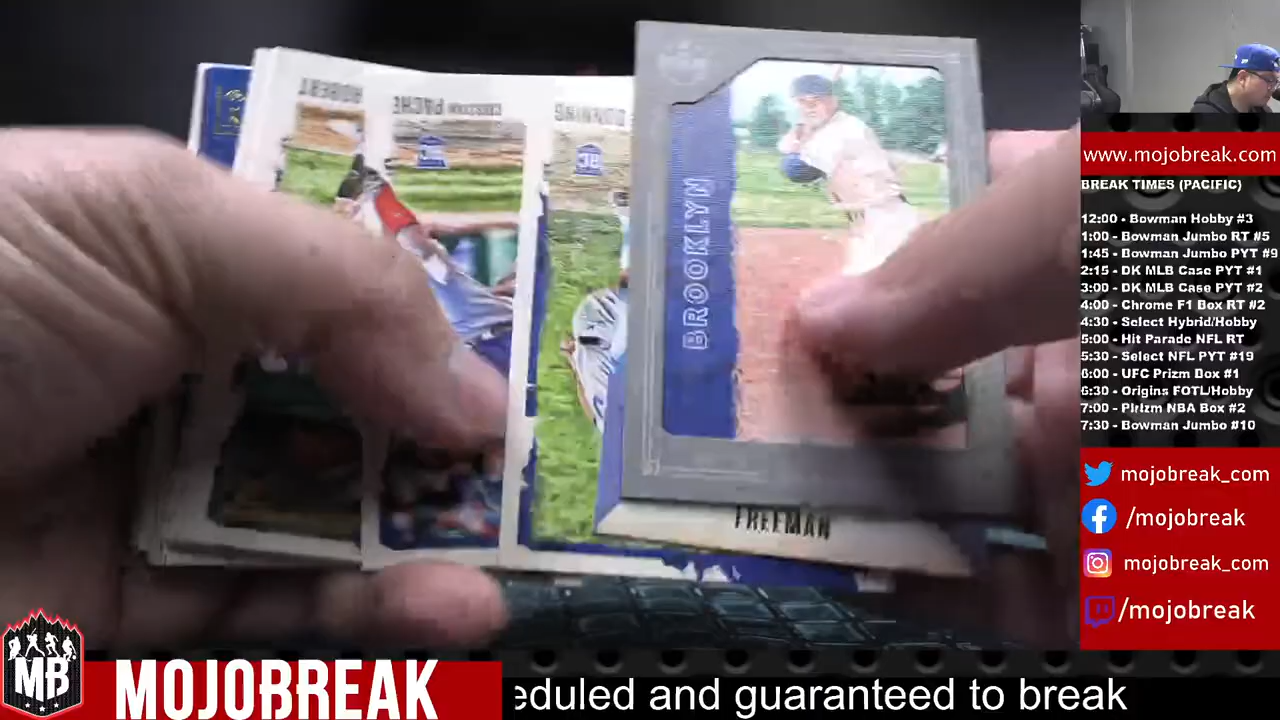 ROBERT
CRISTIAN PACHE
DUNNING
BROOKLYN
FREEMAN
www.mojobreak.com
BREAK TIMES (PACIFIC)
12:00 • Bowman Hobby #3
1:00 - Bowman Jumbo RT #5
1:45 - Bowman Jumbo PYT #9
2:15 - DK MLB Case PYT #1
3:00 - DK MLB Case PYT #2
4:00 - Chrome F1 Box RT #2
4:30 - Select Hybrid/Hobby
5:00 - Hit Parade NFL RT
5:30 - Select NFL PYT #19
6:00 - UFC Prizm Box #1
6:30 - Origins FOTL/Hobby
7:00 - Plrizm NBA Box #2
7:30 - Bowman Jumbo #10
mojobreak_com
/mojobreak
mojobreak_com
/mojobreak
MB
MOJOBREAK
eduled and guaranteed to break